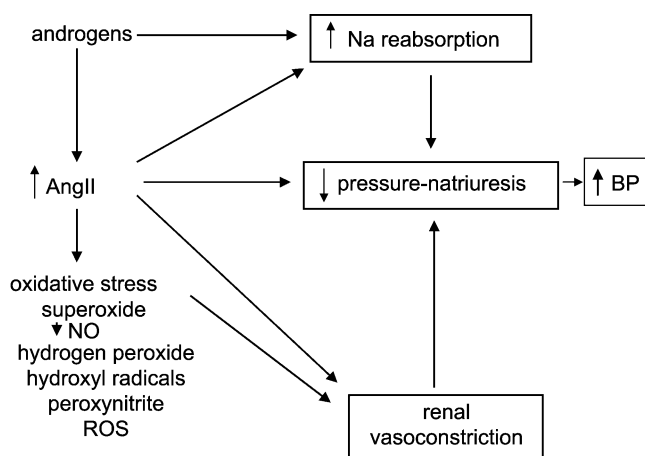 androgens
↑ Na reabsorption
↑ AngII
↓ pressure-natriuresis
↑ BP
oxidative stress
superoxide
↓ NO
hydrogen peroxide
hydroxyl radicals
peroxynitrite
ROS
renal
vasoconstriction